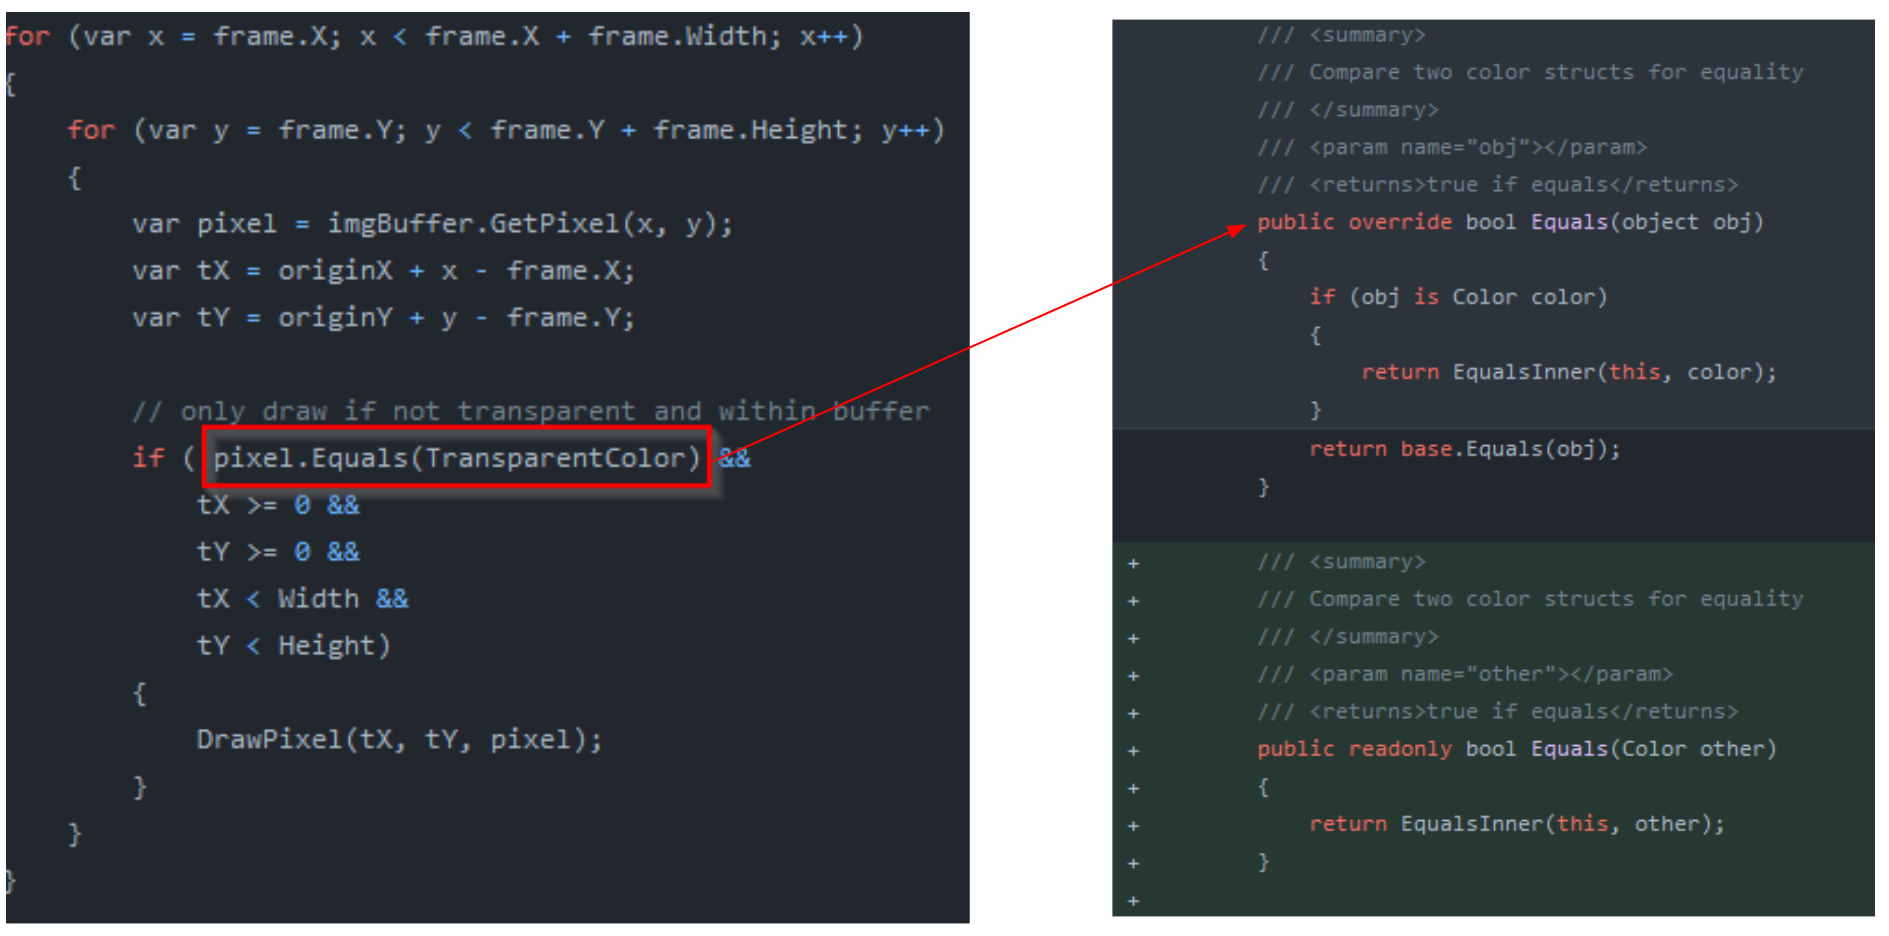 for (var x = frame.X; x < frame.X + frame.Width; x++)
{
    for (var y = frame.Y; y < frame.Y + frame.Height; y++)
    {
        var pixel = imgBuffer.GetPixel(x, y);
        var tX = originX + x - frame.X;
        var tY = originY + y - frame.Y;
        // only draw if not transparent and within buffer
        if ( pixel.Equals(TransparentColor) &&
            tX >= 0 &&
            tY >= 0 &&
            tX < Width &&
            tY < Height)
        {
            DrawPixel(tX, tY, pixel);
        }
    }
}
/// <summary>
/// Compare two color structs for equality
/// </summary>
/// <param name="obj"></param>
/// <returns>true if equals</returns>
public override bool Equals(object obj)
{
    if (obj is Color color)
    {
        return EqualsInner(this, color);
    }
    return base.Equals(obj);
}
+ /// <summary>
+ /// Compare two color structs for equality
+ /// </summary>
+ /// <param name="other"></param>
+ /// <returns>true if equals</returns>
+ public readonly bool Equals(Color other)
+ {
+     return EqualsInner(this, other);
+ }
+